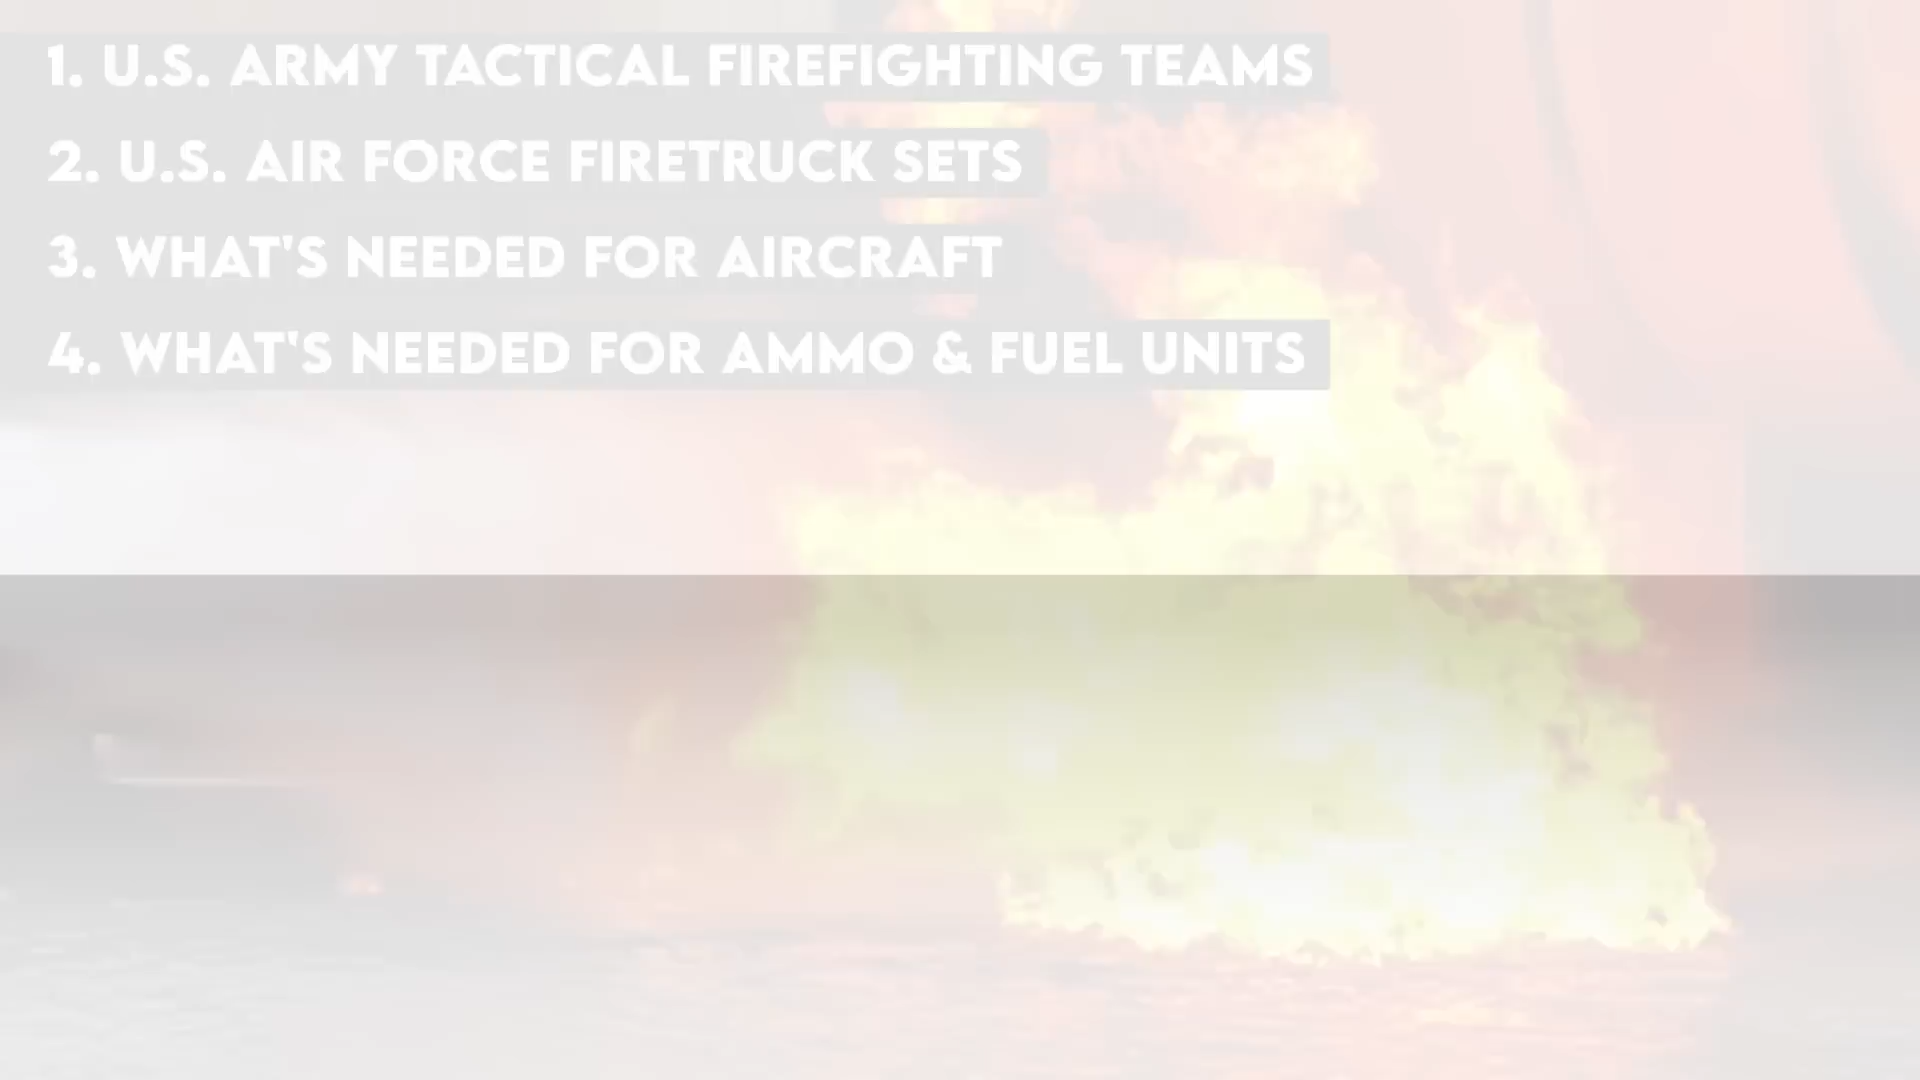 1. U.S. ARMY TACTICAL FIREFIGHTING TEAMS
2. U.S. AIR FORCE FIRETRUCK SETS
3. WHAT'S NEEDED FOR AIRCRAFT
4. WHAT'S NEEDED FOR AMMO & FUEL UNITS